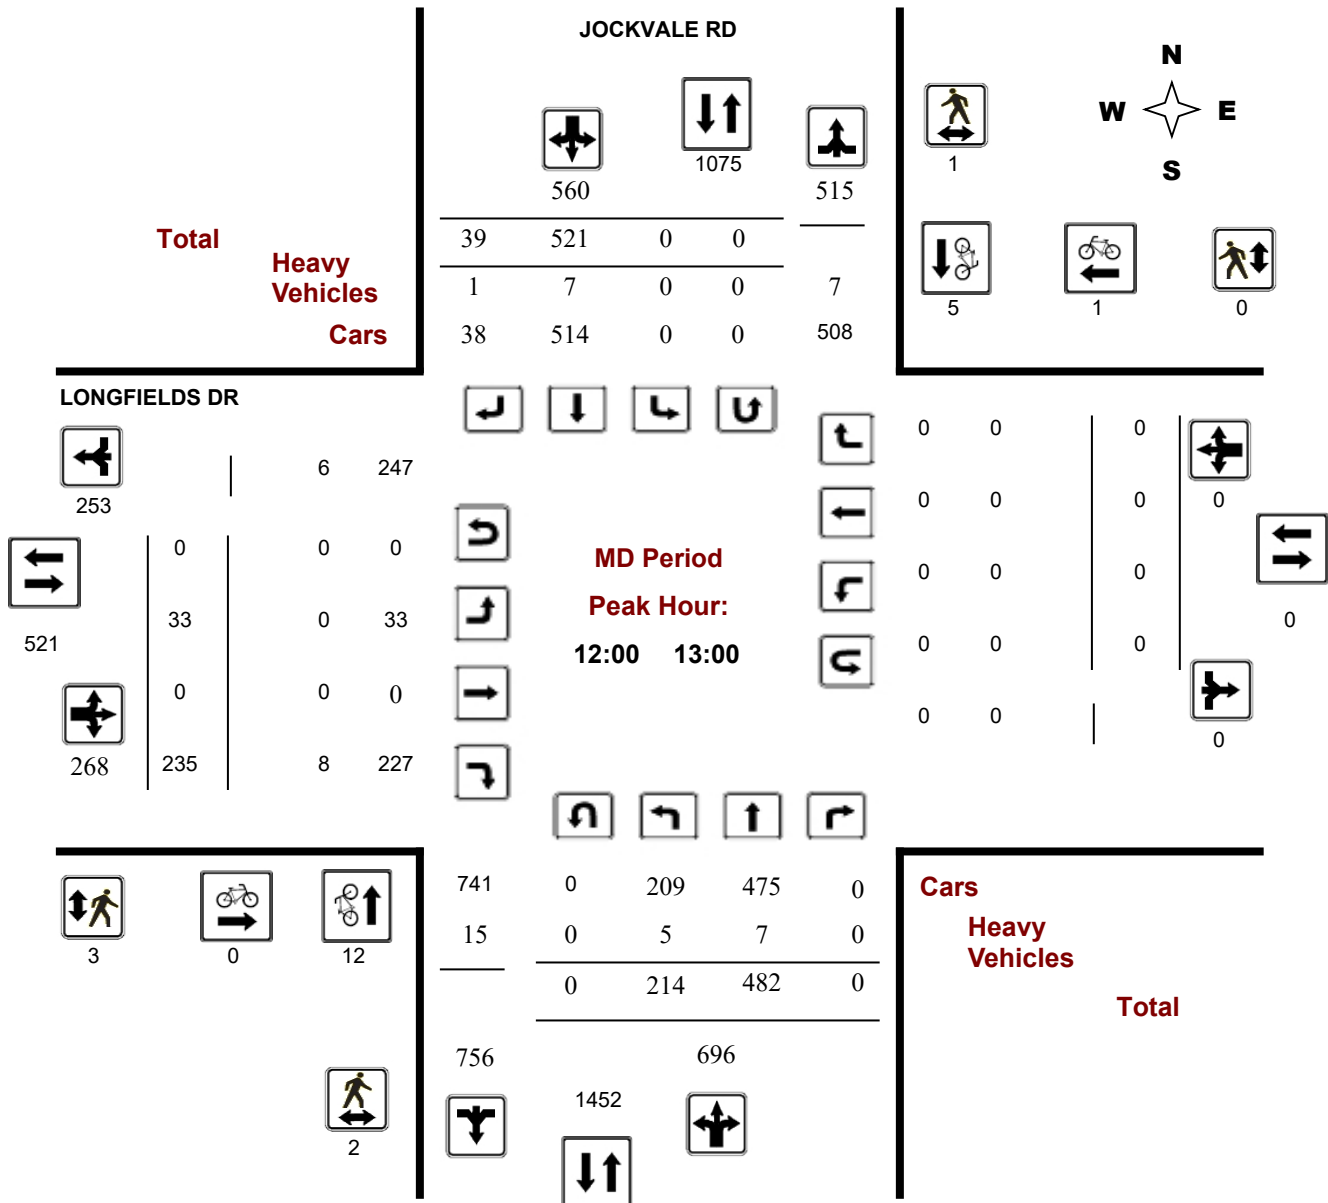 JOCKVALE RD
N
W E
S
560
1075
515
1
Total
39 521 0 0
Heavy
Vehicles
1 7 0 0 7
Cars
38 514 0 0 508
5 1 0
LONGFIELDS DR
253
6 247
0 0 0
33 0 33
521
0 0 0
268 235 8 227
MD Period
Peak Hour:
12:00 13:00
0 0 0
0 0 0 0
0 0 0
0
0 0 0
0 0
0
3 0 12
2
741 0 209 475 0
15 0 5 7 0
0 214 482 0
756 696
1452
Cars
Heavy
Vehicles
Total